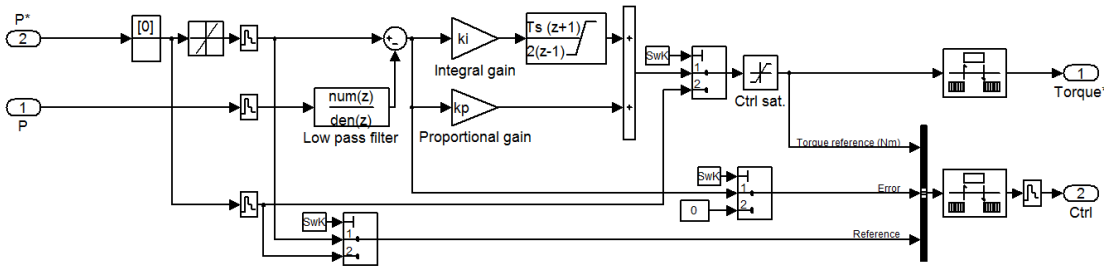 P*
2
[0]
ki
Integral gain
Ts (z+1)
2(z-1)
+
-
+
+
SwK
1
2
Ctrl sat.
1
Torque*
1
P
num(z)
den(z)
Low pass filter
kp
Proportional gain
Torque reference (Nm)
SwK
1
2
0
Error
2
Ctrl
SwK
1
2
Reference